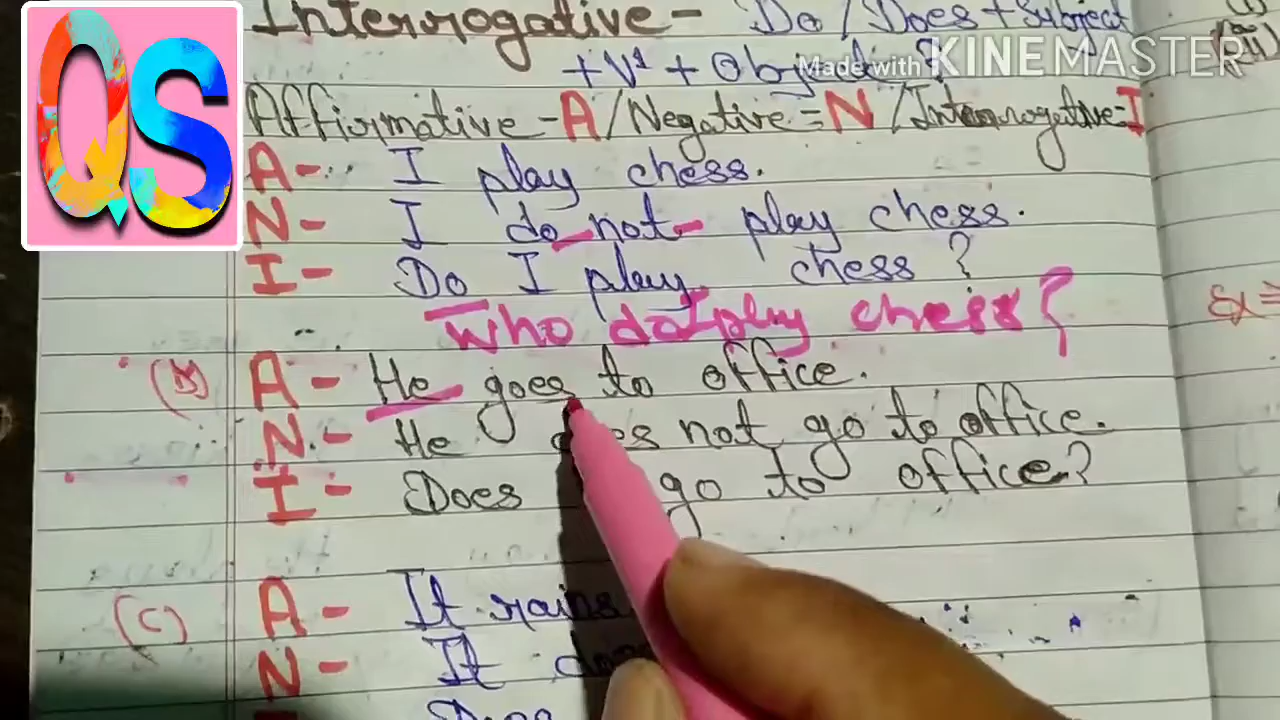 QS
Interrogative - Do / Does + Subject
+ V¹ + Object ?
Made with KINEMASTER
Affirmative - A / Negative = N / Interrogative = I
A - I play chess.
N - I do not play chess.
I - Do I play chess ?
Who do I play chess ?
A - He goes to office.
N - He does not go to office.
I - Does go to office ?
(C) A - It rains
N - It
Does
Ex ⇒